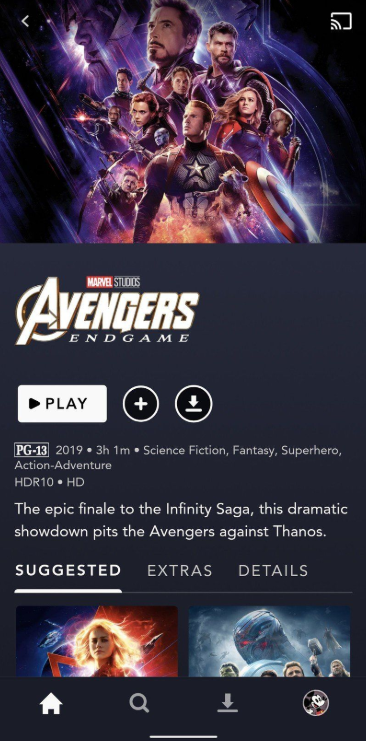 MARVEL STUDIOS
AVENGERS
ENDGAME
PLAY
PG-13 2019 • 3h 1m • Science Fiction, Fantasy, Superhero,
Action-Adventure
HDR10 • HD
The epic finale to the Infinity Saga, this dramatic
showdown pits the Avengers against Thanos.
SUGGESTED EXTRAS DETAILS